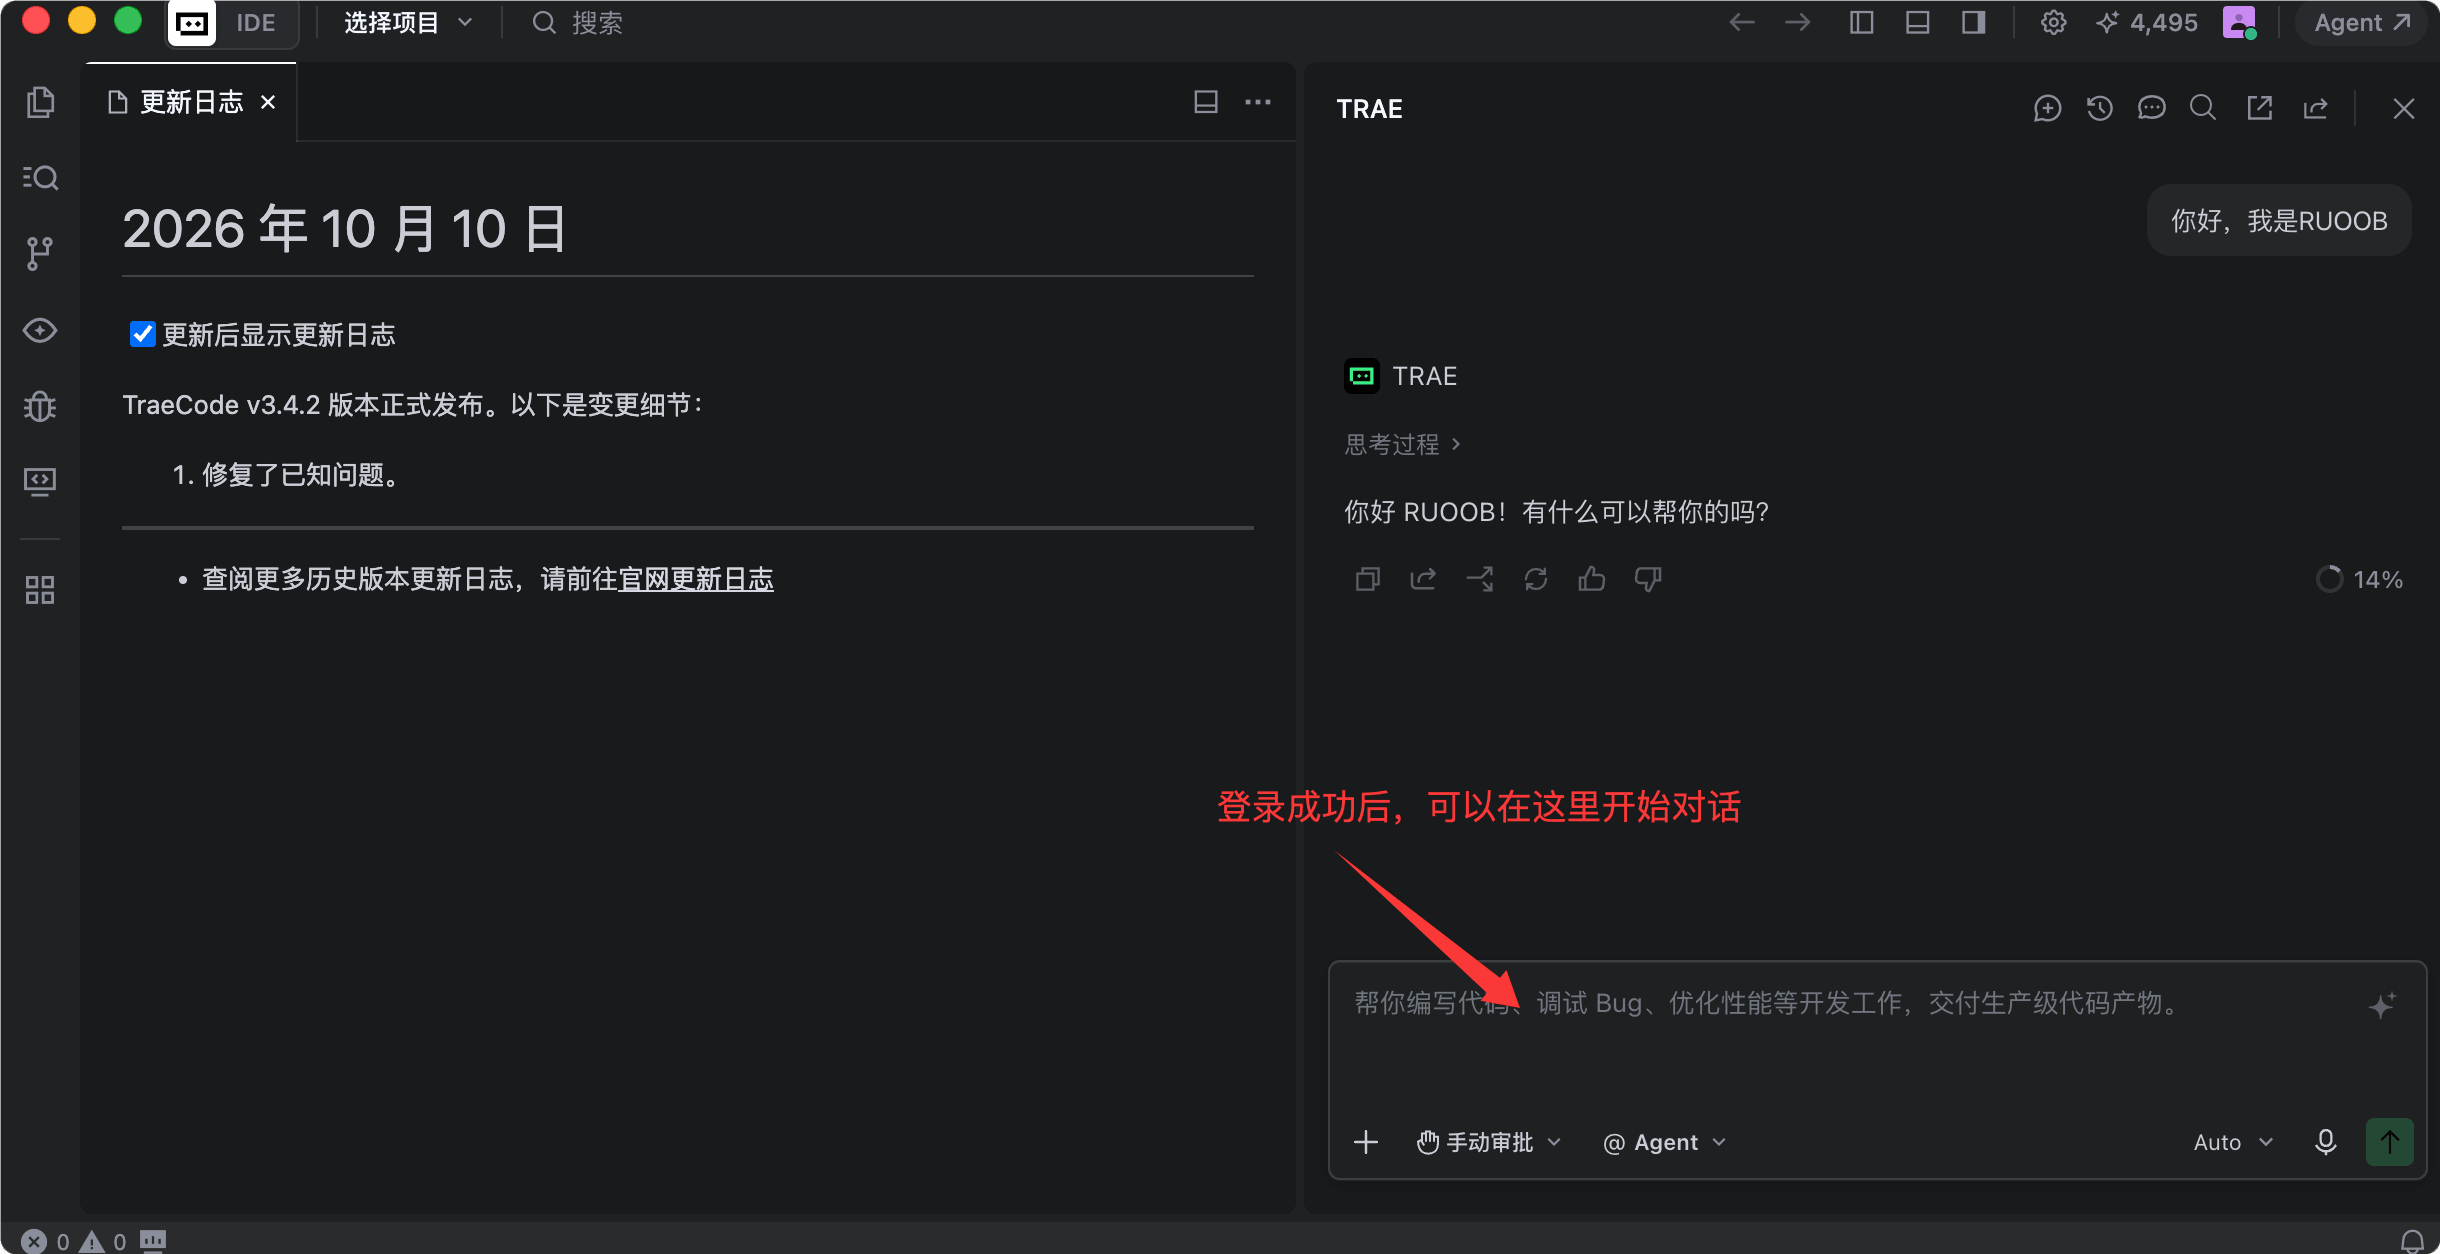 IDE
选择项目
搜索
4,495
Agent
更新日志
TRAE
2026 年 10 月 10 日
更新后显示更新日志
TraeCode v3.4.2 版本正式发布。以下是变更细节：
1. 修复了已知问题。
• 查阅更多历史版本更新日志，请前往官网更新日志
你好，我是RUOOB
TRAE
思考过程
你好 RUOOB！有什么可以帮你的吗？
14%
登录成功后，可以在这里开始对话
帮你编写代码、调试 Bug、优化性能等开发工作，交付生产级代码产物。
手动审批
@ Agent
Auto
0
0